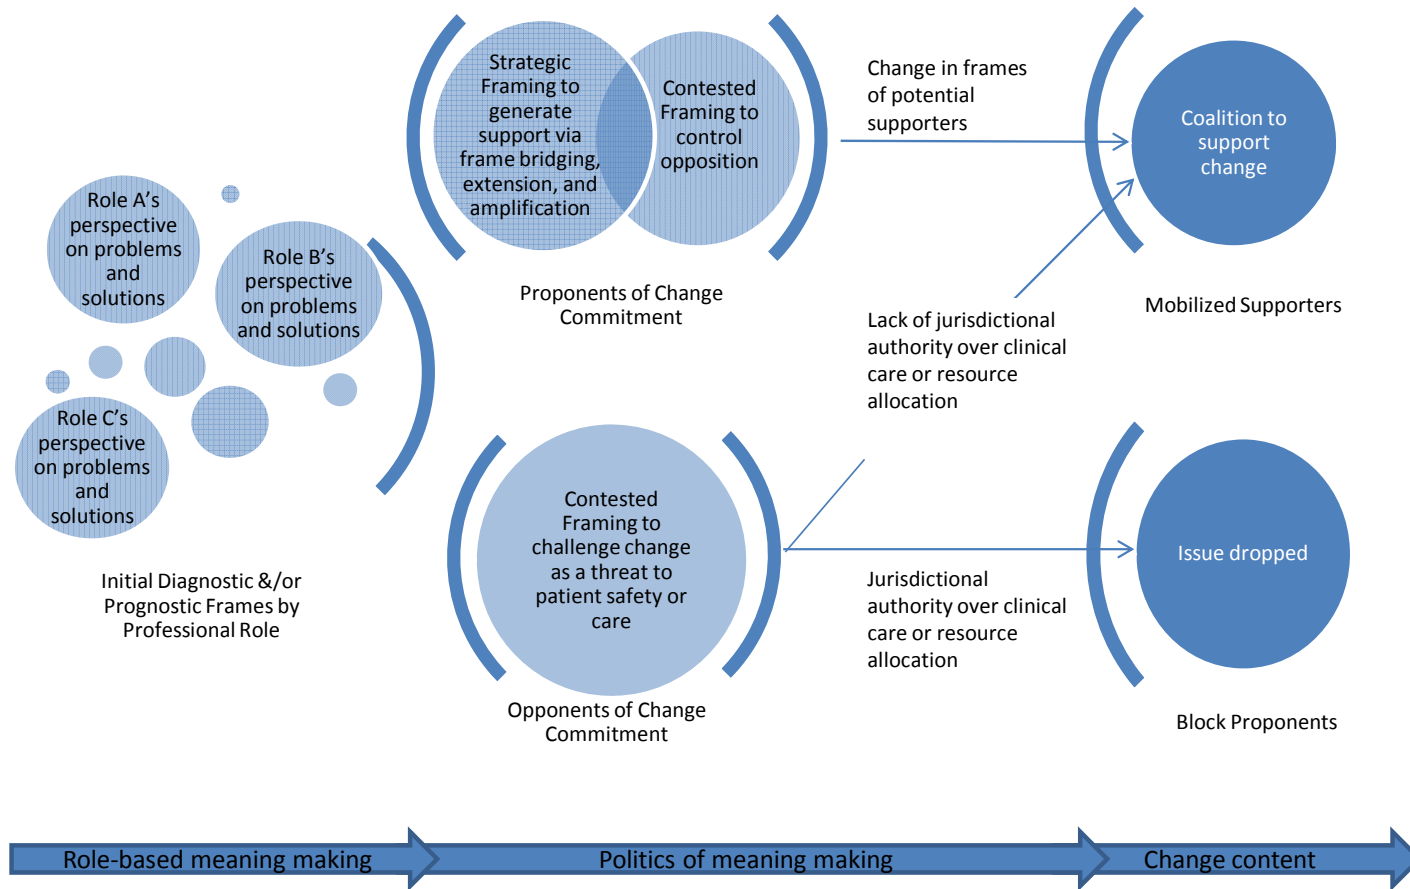 Role A's
perspective
on problems
and
solutions
Role B's
perspective
on problems
and solutions
Role C's
perspective
on problems
and
solutions
Initial Diagnostic &/or
Prognostic Frames by
Professional Role
Strategic
Framing to
generate
support via
frame bridging,
extension, and
amplification
Contested
Framing to
control
opposition
Proponents of Change
Commitment
Contested
Framing to
challenge change
as a threat to
patient safety or
care
Opponents of Change
Commitment
Change in frames
of potential
supporters
Lack of jurisdictional
authority over clinical
care or resource
allocation
Jurisdictional
authority over clinical
care or resource
allocation
Coalition to
support
change
Mobilized Supporters
Issue dropped
Block Proponents
Role-based meaning making
Politics of meaning making
Change content